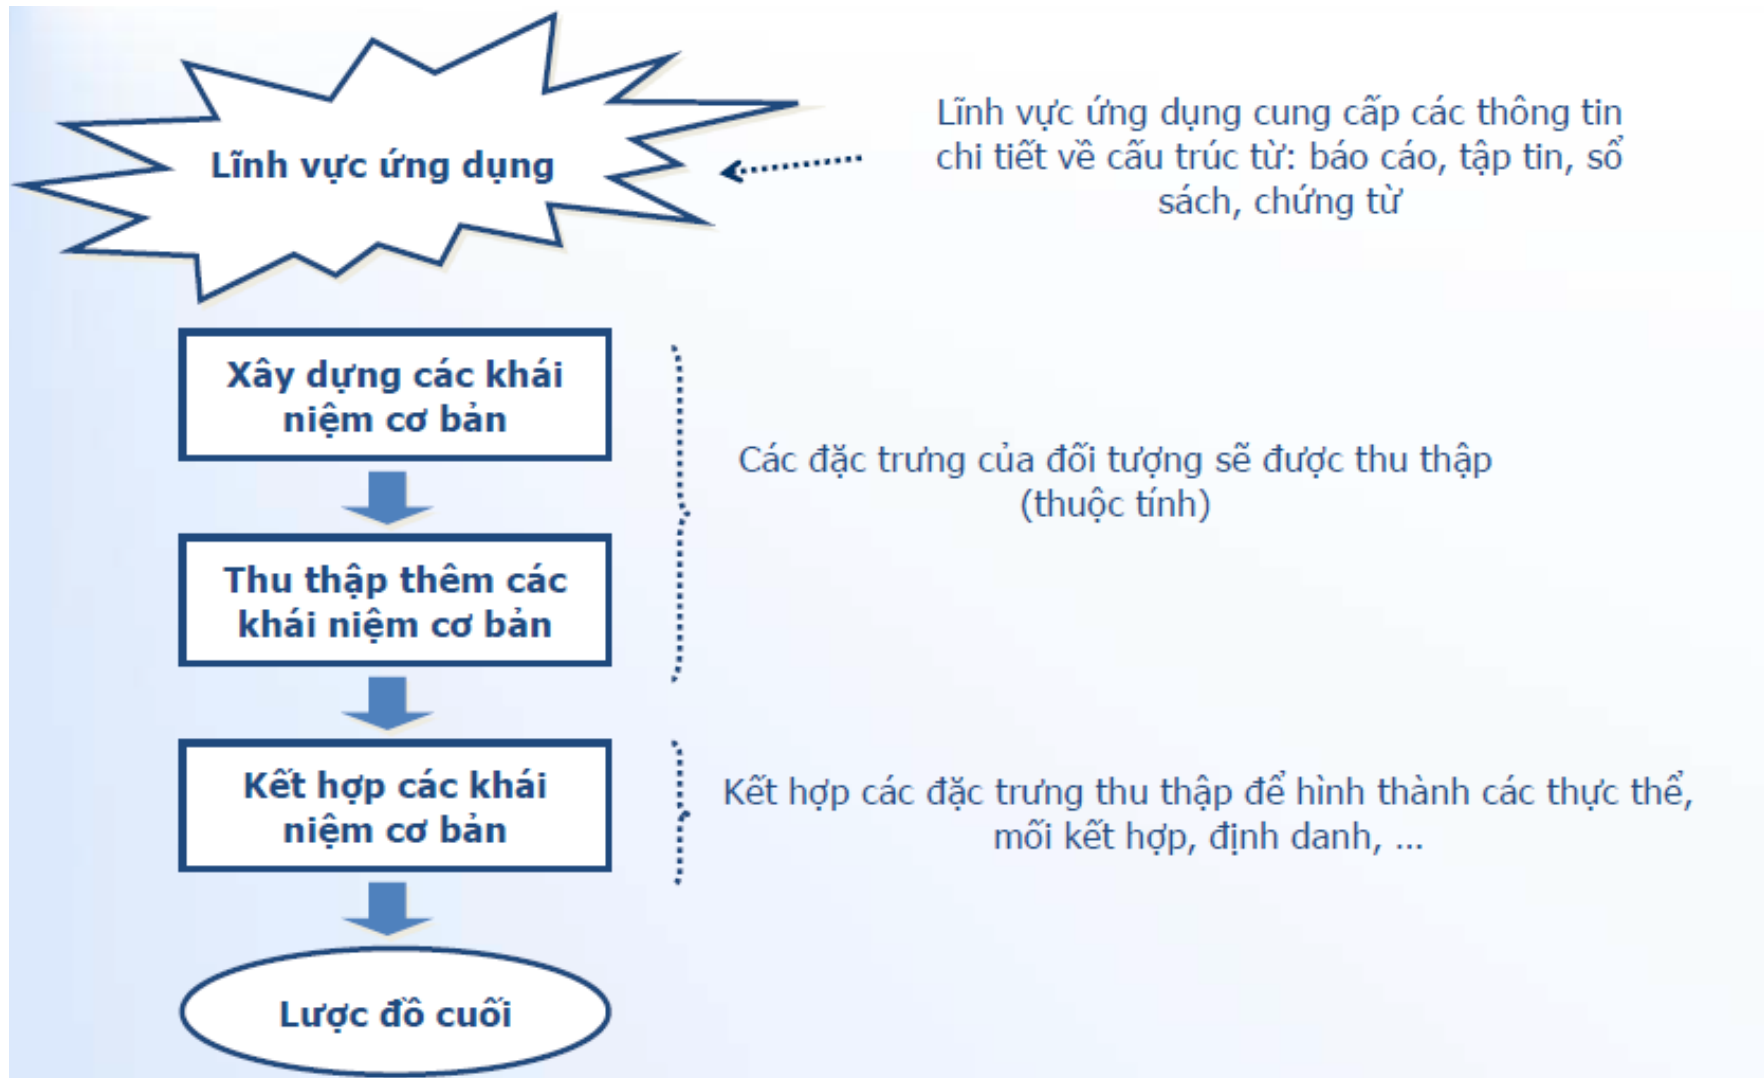 Lĩnh vực ứng dụng
Lĩnh vực ứng dụng cung cấp các thông tin
chi tiết về cấu trúc từ: báo cáo, tập tin, sổ
sách, chứng từ
Xây dựng các khái
niệm cơ bản
Thu thập thêm các
khái niệm cơ bản
Các đặc trưng của đối tượng sẽ được thu thập
(thuộc tính)
Kết hợp các khái
niệm cơ bản
Kết hợp các đặc trưng thu thập để hình thành các thực thể,
mối kết hợp, định danh, ...
Lược đồ cuối